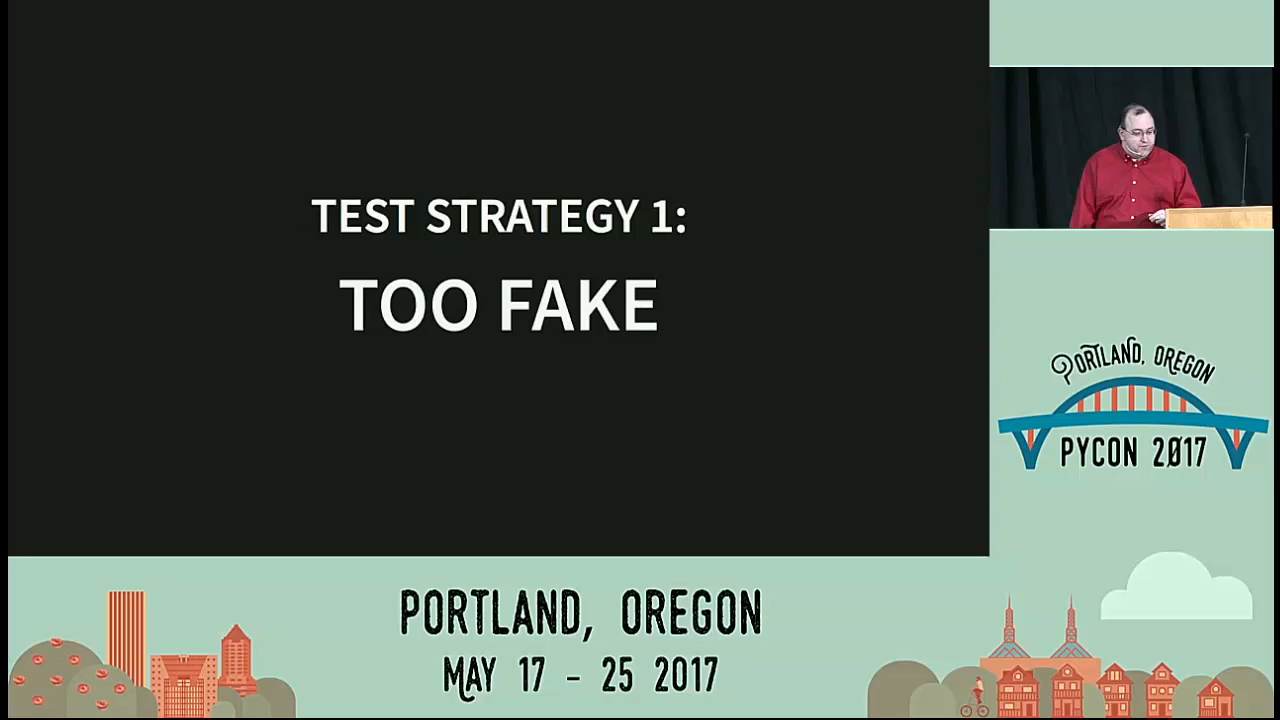 TEST STRATEGY 1:
TOO FAKE
PORTLAND, OREGON
PYCON 2017
PORTLAND, OREGON
MAY 17 - 25 2017